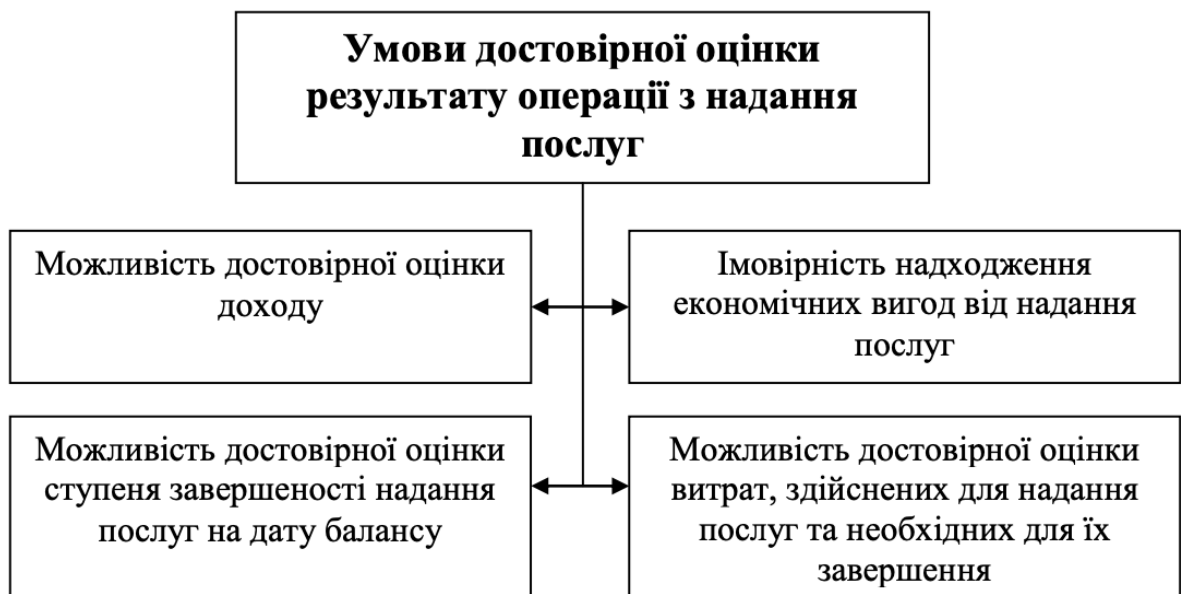 Умови достовірної оцінки
результату операції з надання
послуг
Можливість достовірної оцінки
доходу
Імовірність надходження
економічних вигод від надання
послуг
Можливість достовірної оцінки
ступеня завершеності надання
послуг на дату балансу
Можливість достовірної оцінки
витрат, здійснених для надання
послуг та необхідних для їх
завершення